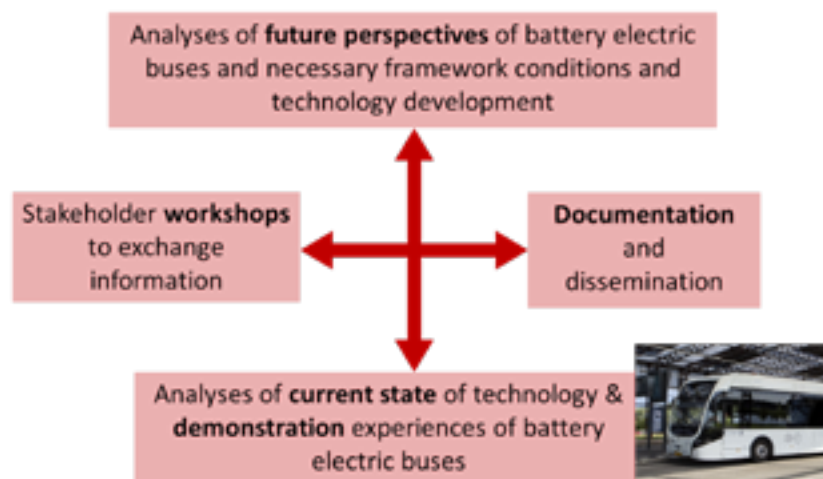 Analyses of future perspectives of battery electric
buses and necessary framework conditions and
technology development
Stakeholder workshops
to exchange
information
Documentation
and
dissemination
Analyses of current state of technology &
demonstration experiences of battery
electric buses